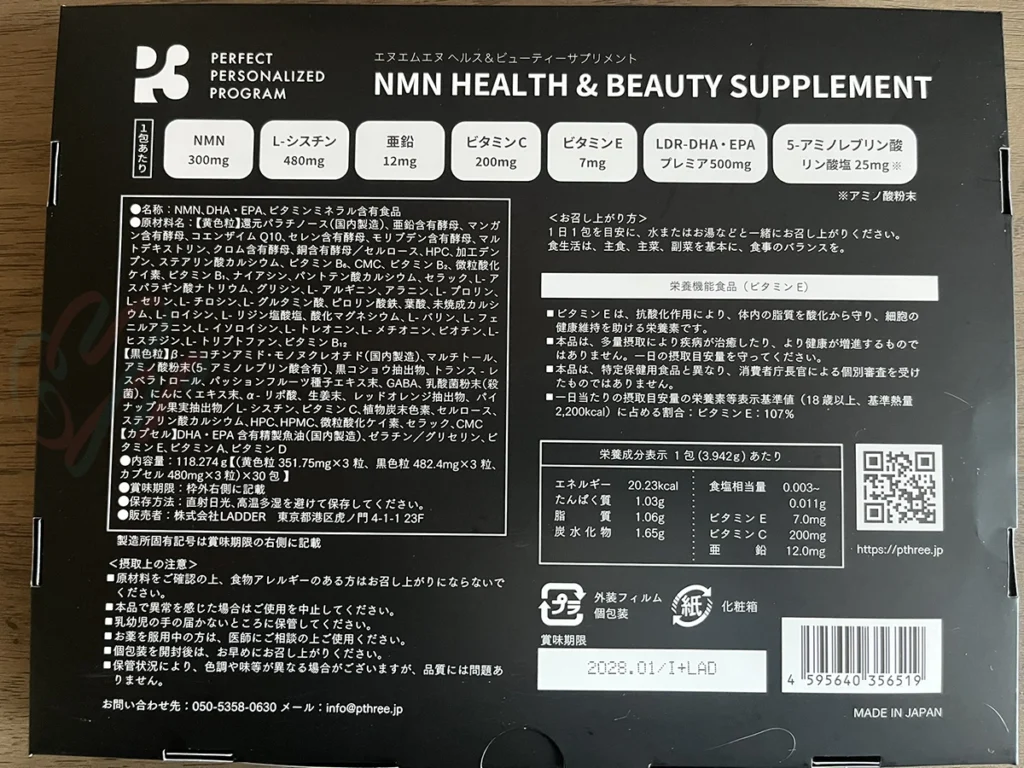 PERFECT
PERSONALIZED
PROGRAM
エヌエムエヌ ヘルス&ビューティーサプリメント
NMN HEALTH & BEAUTY SUPPLEMENT
1包あたり
NMN
300mg
L-シスチン
480mg
亜鉛
12mg
ビタミンC
200mg
ビタミンE
7mg
LDR-DHA・EPA
プレミア500mg
5-アミノレブリン酸
リン酸塩 25mg※
※アミノ酸粉末
●名称：NMN、DHA・EPA、ビタミンミネラル含有食品
●原材料名：【黄色粒】還元パラチノース（国内製造）、亜鉛含有酵母、マンガ
ン含有酵母、コエンザイムQ10、セレン含有酵母、モリブデン含有酵母、マル
トデキストリン、クロム含有酵母、銅含有酵母／セルロース、HPC、加工デン
プン、ステアリン酸カルシウム、ビタミンB₆、CMC、ビタミンB₂、微粒酸化
ケイ素、ビタミンB₁、ナイアシン、パントテン酸カルシウム、セラック、L-ア
スパラギン酸ナトリウム、グリシン、L-アルギニン、アラニン、L-プロリン、
L-セリン、L-チロシン、L-グルタミン酸、ピロリン酸鉄、葉酸、未焼成カルシ
ウム、L-ロイシン、L-リジン塩酸塩、酸化マグネシウム、L-バリン、L-フェ
ニルアラニン、L-イソロイシン、L-トレオニン、L-メチオニン、ビオチン、L-
ヒスチジン、L-トリプトファン、ビタミンB₁₂
【黒色粒】β-ニコチンアミド・モノヌクレオチド（国内製造）、マルチトール、
アミノ酸粉末（5-アミノレブリン酸含有）、黒コショウ抽出物、トランス-レ
スベラトロール、パッションフルーツ種子エキス末、GABA、乳酸菌粉末（殺
菌）、にんにくエキス末、α-リポ酸、生姜末、レッドオレンジ抽出物、パイ
ナップル果実抽出物／L-シスチン、ビタミンC、植物炭末色素、セルロース、
ステアリン酸カルシウム、HPC、HPMC、微粒酸化ケイ素、セラック、CMC
【カプセル】DHA・EPA含有精製魚油（国内製造）、ゼラチン／グリセリン、ビ
タミンE、ビタミンA、ビタミンD
●内容量：118.274g【（黄色粒 351.75mg×3粒、黒色粒 482.4mg×3粒、
カプセル 480mg×3粒）×30包】
●賞味期限：枠外右側に記載
●保存方法：直射日光、高温多湿を避けて保存してください。
●販売者：株式会社LADDER 東京都港区虎ノ門 4-1-1 23F
製造所固有記号は賞味期限の右側に記載
＜摂取上の注意＞
■原材料をご確認の上、食物アレルギーのある方はお召し上がりにならないで
ください。
■本品で異常を感じた場合はご使用を中止してください。
■乳幼児の手の届かないところに保管してください。
■お薬を服用中の方は、医師にご相談の上ご使用ください。
■個包装を開封後は、お早めにお召し上がりください。
■保管状況により、色調や味等が異なる場合がございますが、品質には問題あ
りません。
お問い合わせ先：050-5358-0630 メール：info@pthree.jp
＜お召し上がり方＞
1日1包を目安に、水またはお湯などと一緒にお召し上がりください。
食生活は、主食、主菜、副菜を基本に、食事のバランスを。
栄養機能食品（ビタミンE）
■ビタミンEは、抗酸化作用により、体内の脂質を酸化から守り、細胞の
健康維持を助ける栄養素です。
■本品は、多量摂取により疾病が治癒したり、より健康が増進するもので
はありません。一日の摂取目安量を守ってください。
■本品は、特定保健用食品と異なり、消費者庁長官による個別審査を受け
たものではありません。
■一日当たりの摂取目安量の栄養素等表示基準値（18歳以上、基準熱量
2,200kcal）に占める割合：ビタミンE：107%
栄養成分表示 1包（3.942g）あたり
エネルギー 20.23kcal
たんぱく質 1.03g
脂質 1.06g
炭水化物 1.65g
食塩相当量 0.003~
0.011g
ビタミンE 7.0mg
ビタミンC 200mg
亜鉛 12.0mg
https://pthree.jp
プラ
外装フィルム
個包装
紙
化粧箱
賞味期限
2028.01/I+LAD
4 595640 356519
MADE IN JAPAN